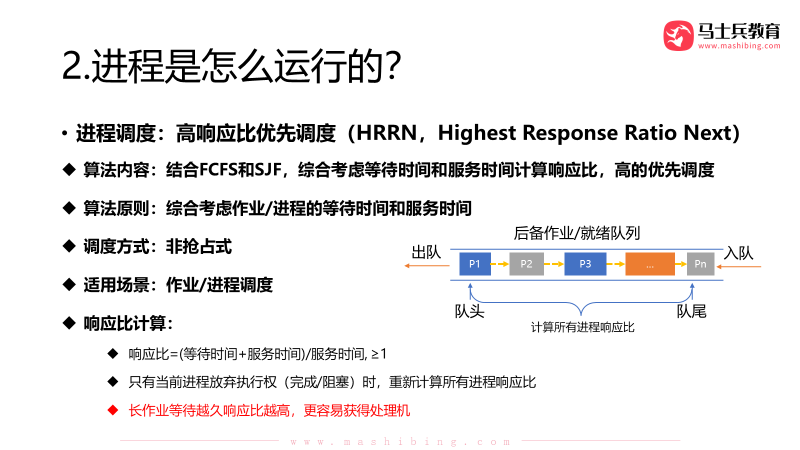 马士兵教育
www.mashibing.com
2.进程是怎么运行的?
• 进程调度：高响应比优先调度（HRRN，Highest Response Ratio Next）
◆ 算法内容：结合FCFS和SJF，综合考虑等待时间和服务时间计算响应比，高的优先调度
◆ 算法原则：综合考虑作业/进程的等待时间和服务时间
◆ 调度方式：非抢占式
◆ 适用场景：作业/进程调度
◆ 响应比计算：
◆ 响应比=(等待时间+服务时间)/服务时间, ≥1
◆ 只有当前进程放弃执行权（完成/阻塞）时，重新计算所有进程响应比
◆ 长作业等待越久响应比越高，更容易获得处理机
后备作业/就绪队列
出队
P1 P2 P3 ... Pn
入队
队头
队尾
计算所有进程响应比
www.mashibing.com